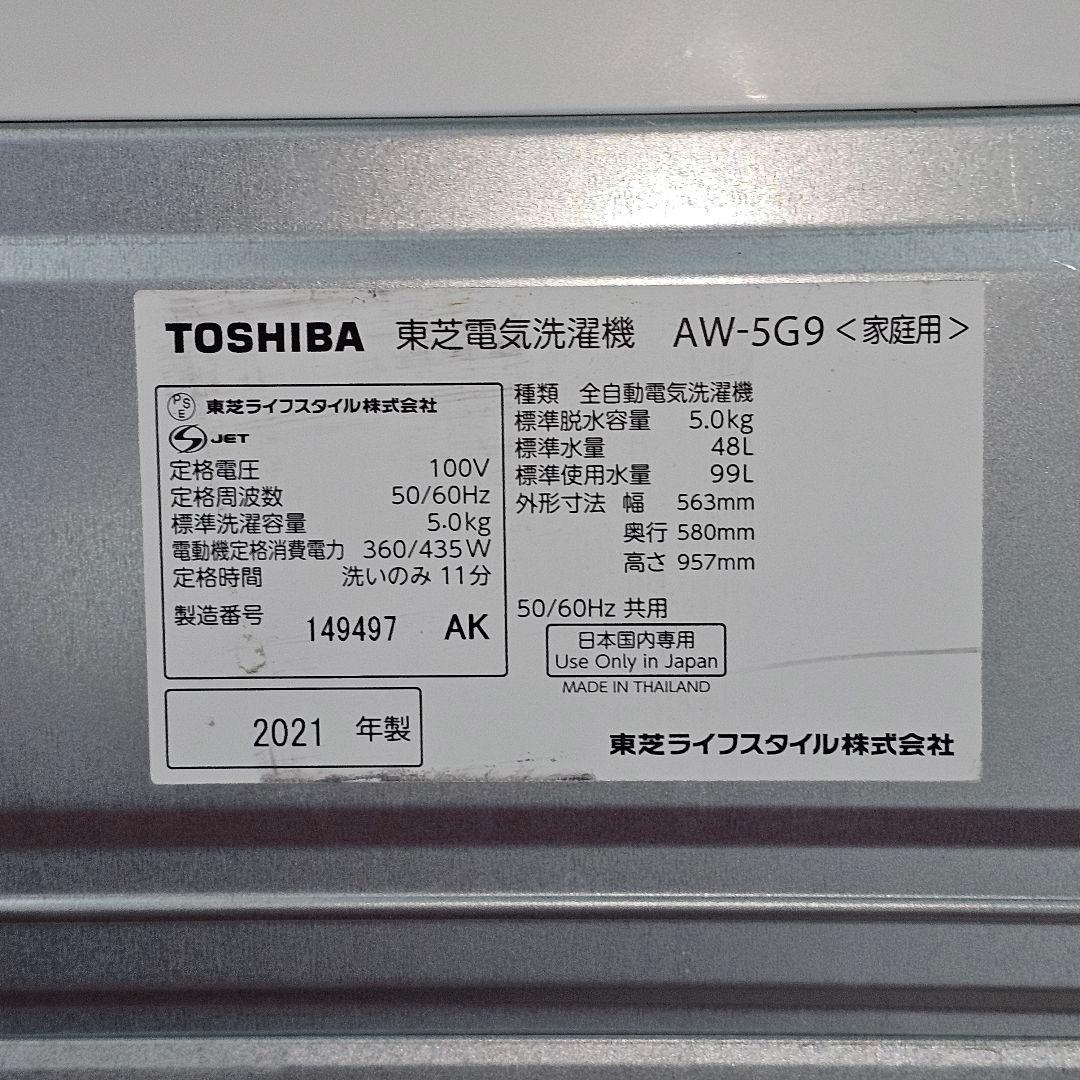 TOSHIBA 東芝電気洗濯機 AW-5G9<家庭用>
PSE 東芝ライフスタイル株式会社
S JET
定格電圧 100V
定格周波数 50/60Hz
標準洗濯容量 5.0kg
電動機定格消費電力 360/435W
定格時間 洗いのみ 11分
製造番号 149497 AK
2021 年製
種類 全自動電気洗濯機
標準脱水容量 5.0kg
標準水量 48L
標準使用水量 99L
外形寸法 幅 563mm
奥行 580mm
高さ 957mm
50/60Hz 共用
日本国内専用
Use Only in Japan
MADE IN THAILAND
東芝ライフスタイル株式会社